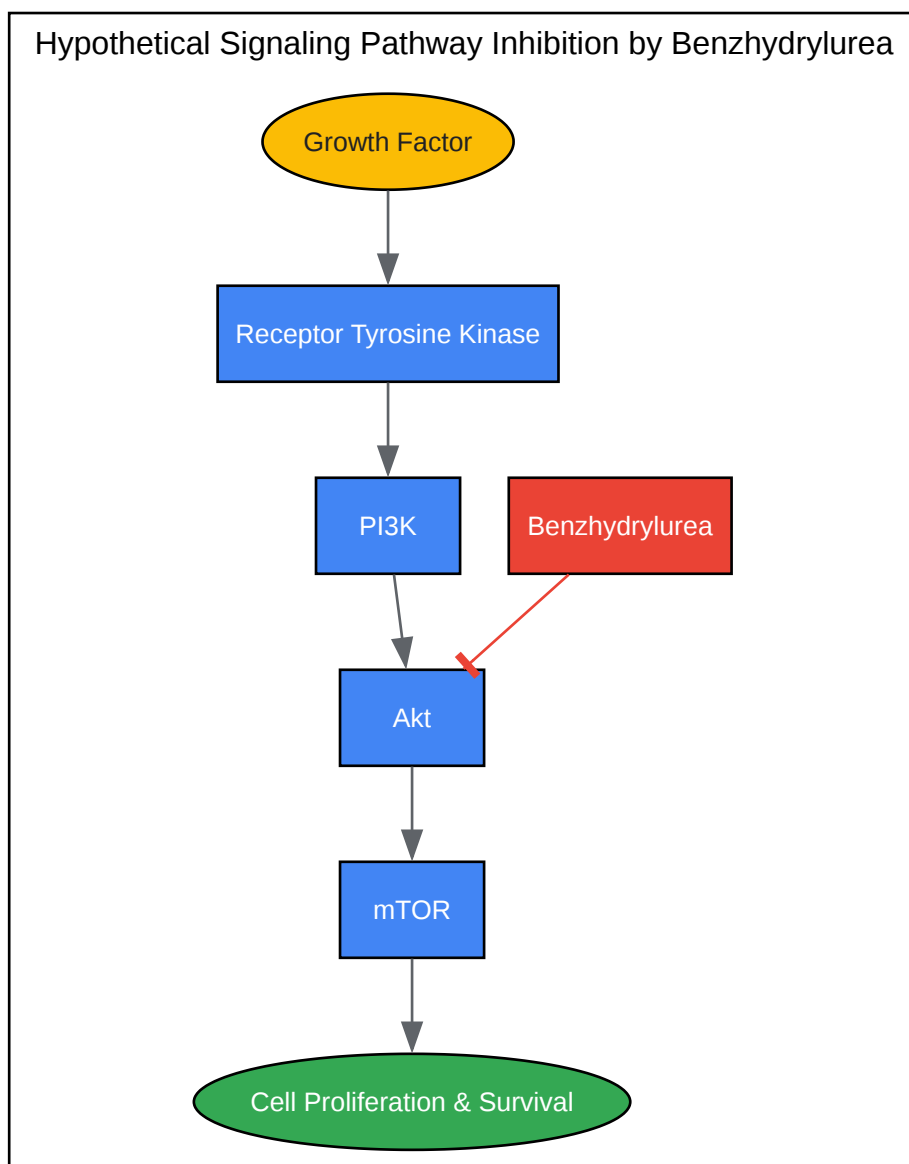 Hypothetical Signaling Pathway Inhibition by Benzhydrylurea
Growth Factor
Receptor Tyrosine Kinase
PI3K
Benzhydrylurea
Akt
mTOR
Cell Proliferation & Survival